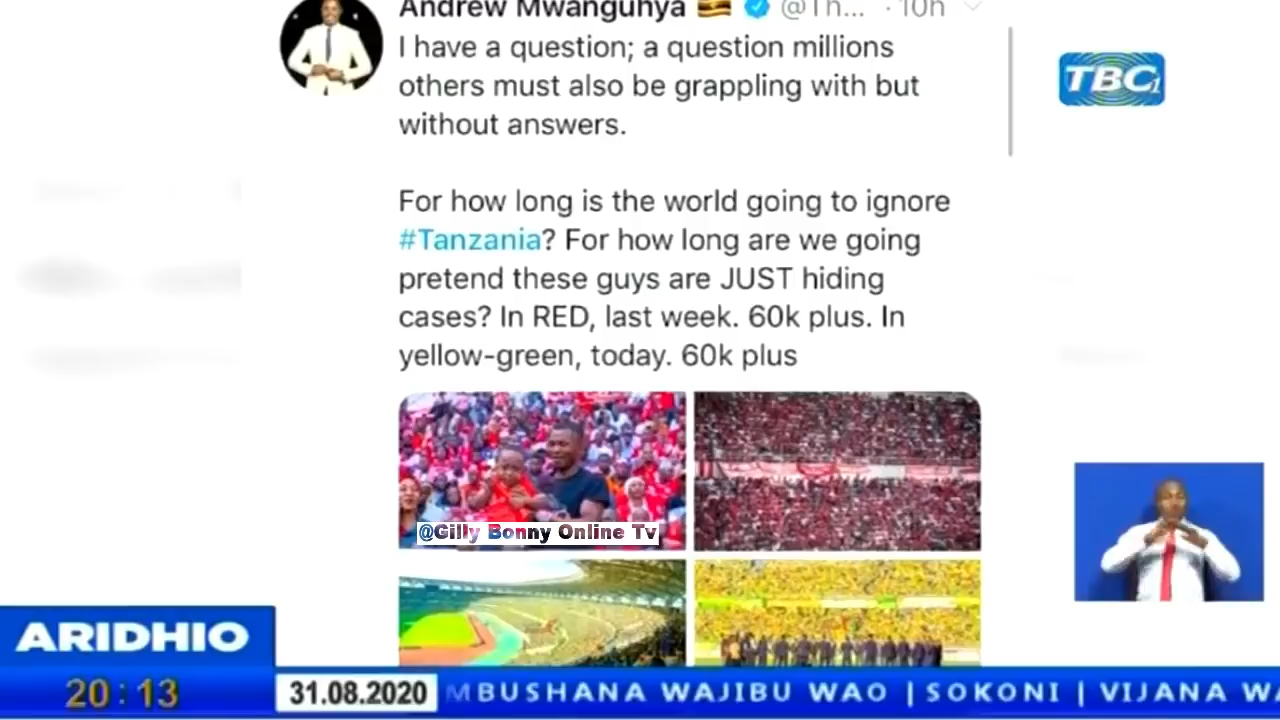 Andrew Mwanguhya @Th... · 10h
I have a question; a question millions
others must also be grappling with but
without answers.
For how long is the world going to ignore
#Tanzania? For how long are we going
pretend these guys are JUST hiding
cases? In RED, last week. 60k plus. In
yellow-green, today. 60k plus
TBC1
@Gilly Bonny Online Tv
ARIDHIO
20:13
31.08.2020
MBUSHANA WAJIBU WAO | SOKONI | VIJANA WA